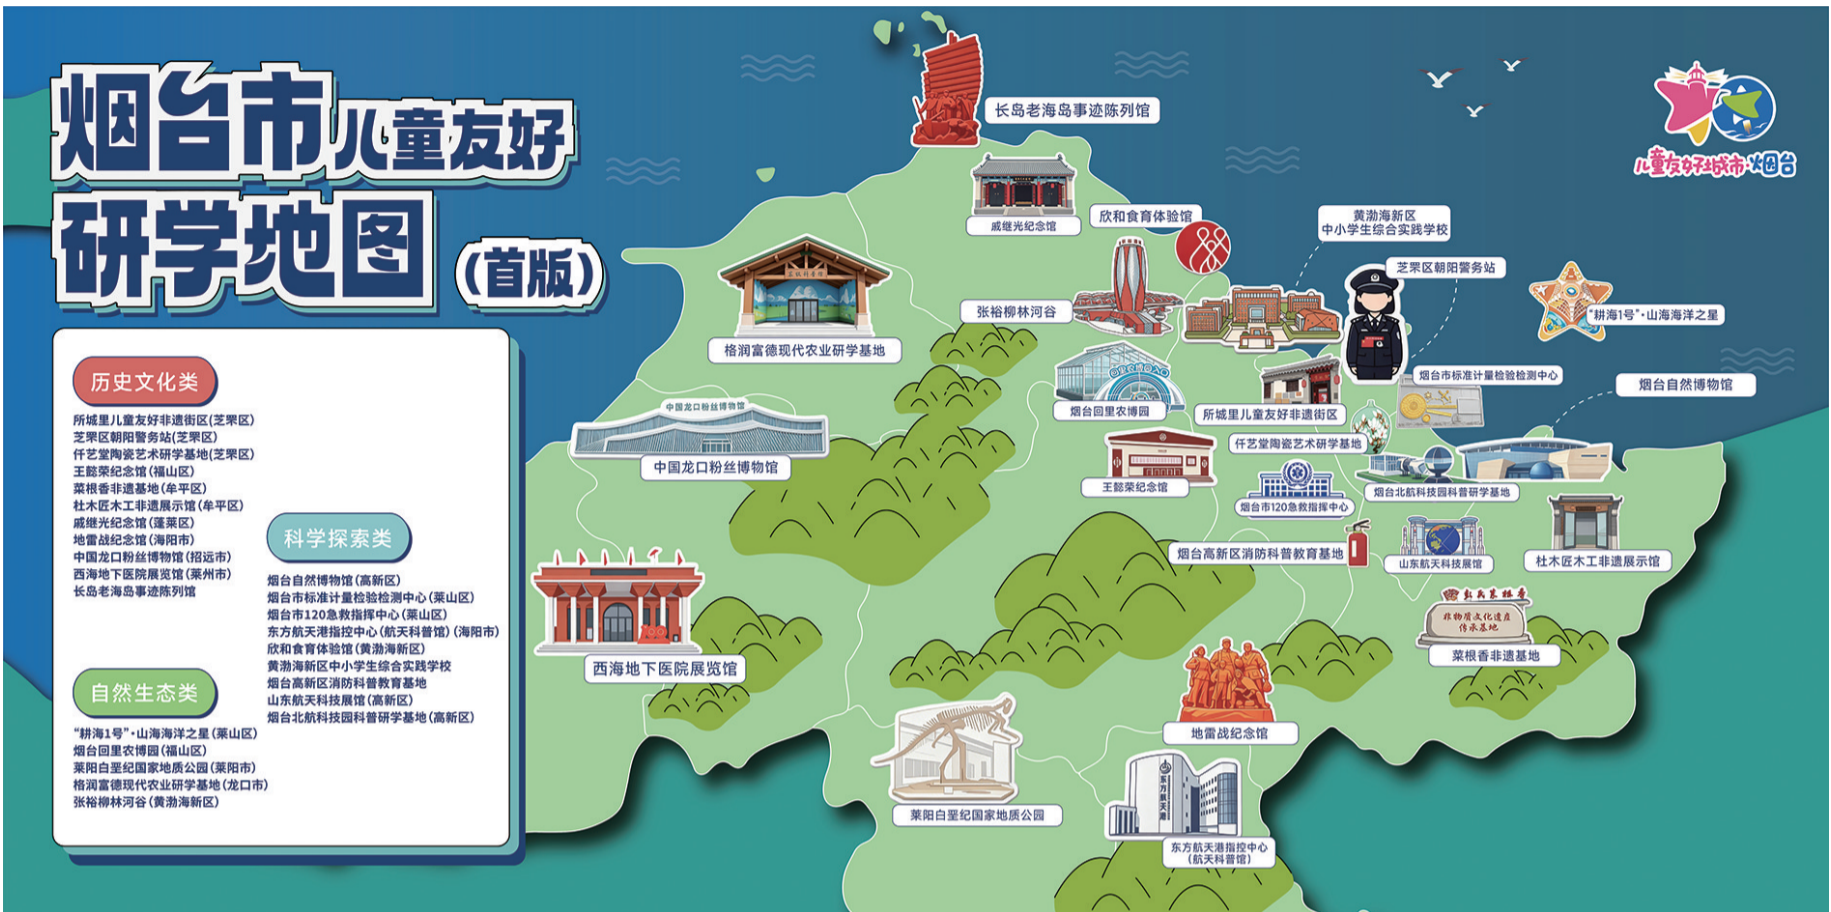 烟台市儿童友好
研学地图（首版）
儿童友好城市·烟台
历史文化类
所城里儿童友好非遗街区(芝罘区)
芝罘区朝阳警务站(芝罘区)
仟艺堂陶瓷艺术研学基地(芝罘区)
王懿荣纪念馆(福山区)
菜根香非遗基地(牟平区)
杜木匠木工非遗展示馆(牟平区)
戚继光纪念馆(蓬莱区)
地雷战纪念馆(海阳市)
中国龙口粉丝博物馆(招远市)
西海地下医院展览馆(莱州市)
长岛老海岛事迹陈列馆
科学探索类
烟台自然博物馆(高新区)
烟台市标准计量检验检测中心(莱山区)
烟台市120急救指挥中心(莱山区)
东方航天港指控中心(航天科普馆)(海阳市)
欣和食育体验馆(黄渤海新区)
黄渤海新区中小学生综合实践学校
烟台高新区消防科普教育基地
山东航天科技展馆(高新区)
烟台北航科技园科普研学基地(高新区)
自然生态类
“耕海1号”·山海海洋之星(莱山区)
烟台回里农博园(福山区)
莱阳白垩纪国家地质公园(莱阳市)
格润富德现代农业研学基地(龙口市)
张裕柳林河谷(黄渤海新区)
长岛老海岛事迹陈列馆
戚继光纪念馆
欣和食育体验馆
黄渤海新区
中小学生综合实践学校
芝罘区朝阳警务站
“耕海1号”·山海海洋之星
张裕柳林河谷
格润富德现代农业研学基地
烟台市标准计量检验检测中心
烟台自然博物馆
中国龙口粉丝博物馆
中国龙口粉丝博物馆
烟台回里农博园
所城里儿童友好非遗街区
仟艺堂陶瓷艺术研学基地
王懿荣纪念馆
烟台市120急救指挥中心
烟台北航科技园科普研学基地
烟台高新区消防科普教育基地
山东航天科技展馆
杜木匠木工非遗展示馆
非物质文化遗产
传承基地
菜根香非遗基地
西海地下医院展览馆
地雷战纪念馆
莱阳白垩纪国家地质公园
东方航天港
东方航天港指控中心
(航天科普馆)